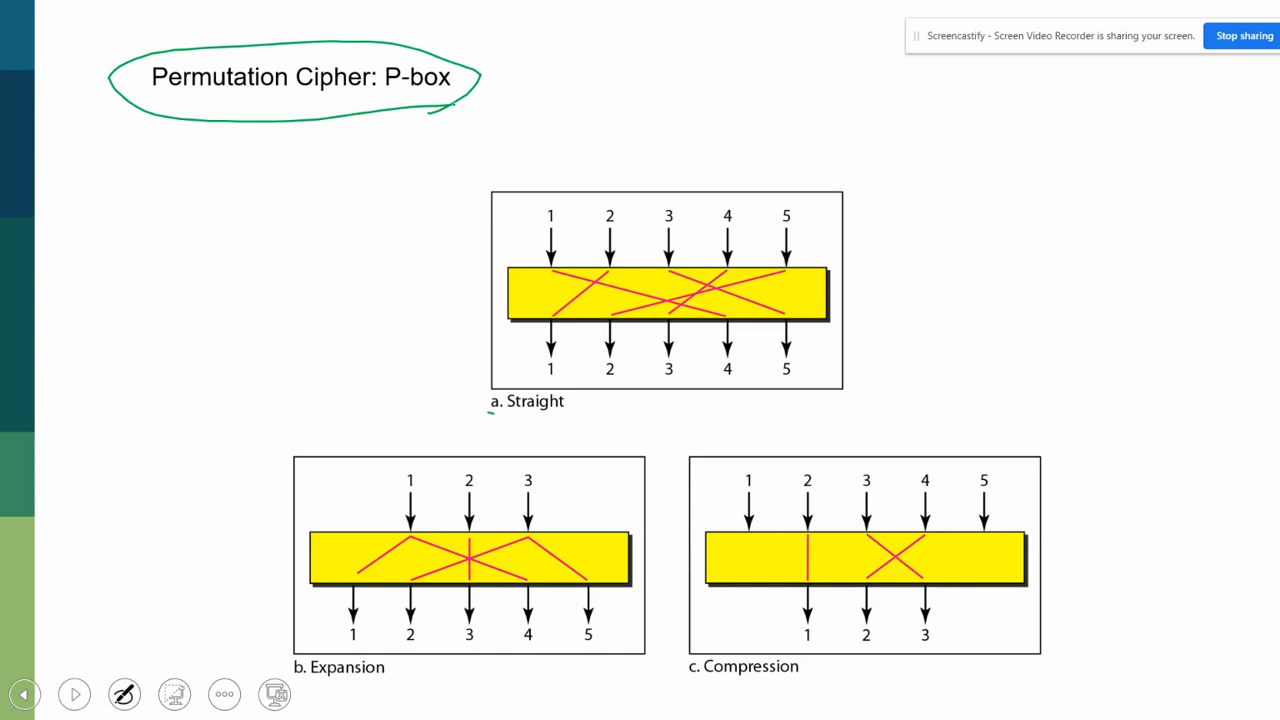 Screencastify - Screen Video Recorder is sharing your screen. Stop sharing
Permutation Cipher: P-box
1 2 3 4 5
1 2 3 4 5
a. Straight
1 2 3
1 2 3 4 5
b. Expansion
1 2 3 4 5
1 2 3
c. Compression